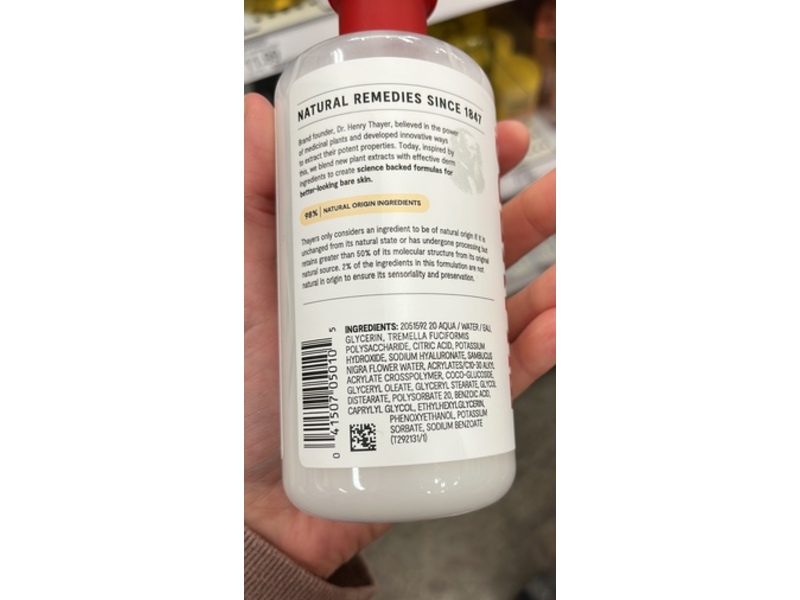 NATURAL REMEDIES SINCE 1847
Brand founder, Dr. Henry Thayer, believed in the power
of medicinal plants and developed innovative ways
to extract their potent properties. Today, inspired by
this, we blend new plant extracts with effective derm
ingredients to create science backed formulas for
better-looking bare skin.
98% | NATURAL ORIGIN INGREDIENTS
Thayers only considers an ingredient to be of natural origin if it is
unchanged from its natural state or has undergone processing but
retains greater than 50% of its molecular structure from its original
natural source. 2% of the ingredients in this formulation are not
natural in origin to ensure its sensoriality and preservation.
INGREDIENTS: 2051592 20 AQUA / WATER / EAU,
GLYCERIN, TREMELLA FUCIFORMIS
POLYSACCHARIDE, CITRIC ACID, POTASSIUM
HYDROXIDE, SODIUM HYALURONATE, SAMBUCUS
NIGRA FLOWER WATER, ACRYLATES/C10-30 ALKYL
ACRYLATE CROSSPOLYMER, COCO-GLUCOSIDE,
GLYCERYL OLEATE, GLYCERYL STEARATE, GLYCOL
DISTEARATE, POLYSORBATE 20, BENZOIC ACID,
CAPRYLYL GLYCOL, ETHYLHEXYLGLYCERIN,
PHENOXYETHANOL, POTASSIUM
SORBATE, SODIUM BENZOATE
(T292131/1)
0 41507 05010 5